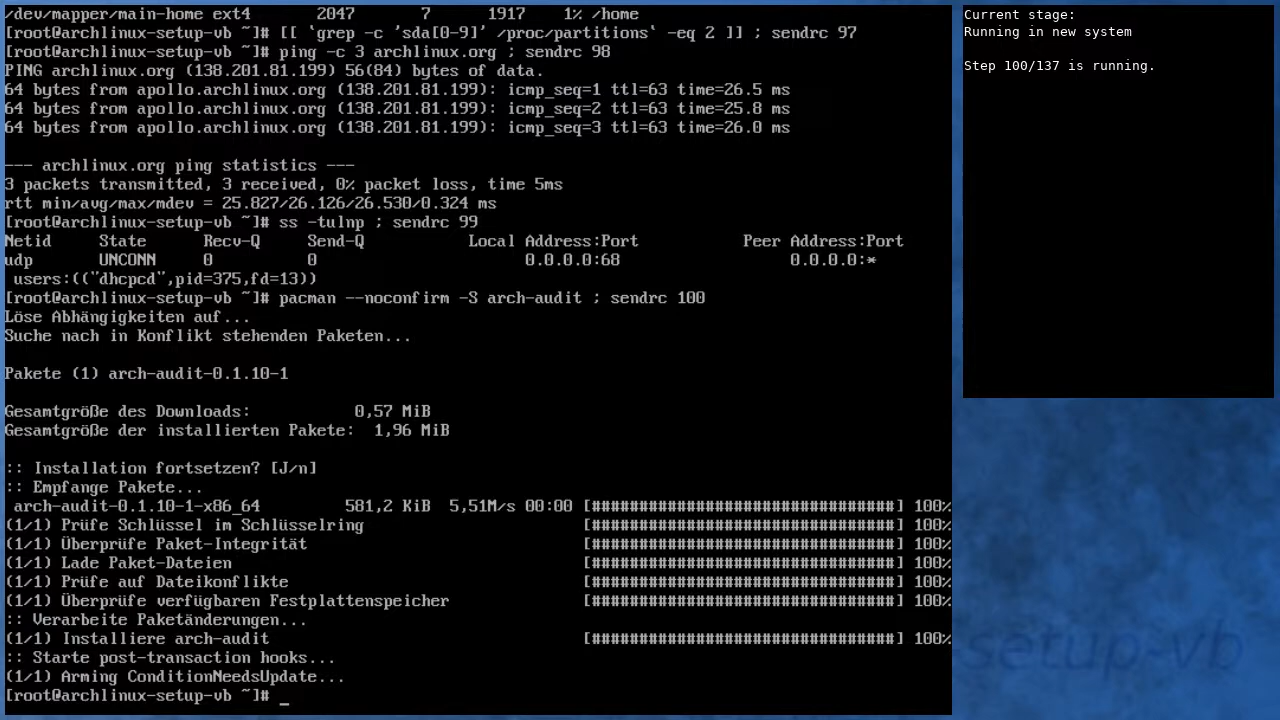 /dev/mapper/main-home ext4       2047       7      1917    1% /home
[root@archlinux-setup-vb ~]# [[ `grep -c 'sda[0-9]' /proc/partitions` -eq 2 ]] ; sendrc 97
[root@archlinux-setup-vb ~]# ping -c 3 archlinux.org ; sendrc 98
PING archlinux.org (138.201.81.199) 56(84) bytes of data.
64 bytes from apollo.archlinux.org (138.201.81.199): icmp_seq=1 ttl=63 time=26.5 ms
64 bytes from apollo.archlinux.org (138.201.81.199): icmp_seq=2 ttl=63 time=25.8 ms
64 bytes from apollo.archlinux.org (138.201.81.199): icmp_seq=3 ttl=63 time=26.0 ms
--- archlinux.org ping statistics ---
3 packets transmitted, 3 received, 0% packet loss, time 5ms
rtt min/avg/max/mdev = 25.827/26.126/26.530/0.324 ms
[root@archlinux-setup-vb ~]# ss -tulnp ; sendrc 99
Netid     State      Recv-Q     Send-Q                Local Address:Port           Peer Address:Port
udp       UNCONN     0          0                      0.0.0.0:68                  0.0.0.0:*
 users:(("dhcpcd",pid=375,fd=13))
[root@archlinux-setup-vb ~]# pacman --noconfirm -S arch-audit ; sendrc 100
Löse Abhängigkeiten auf...
Suche nach in Konflikt stehenden Paketen...
Pakete (1) arch-audit-0.1.10-1
Gesamtgröße des Downloads:           0,57 MiB
Gesamtgröße der installierten Pakete:  1,96 MiB
:: Installation fortsetzen? [J/n]
:: Empfange Pakete...
 arch-audit-0.1.10-1-x86_64         581,2 KiB  5,51M/s 00:00 [################################] 100%
(1/1) Prüfe Schlüssel im Schlüsselring                       [################################] 100%
(1/1) Überprüfe Paket-Integrität                             [################################] 100%
(1/1) Lade Paket-Dateien                                     [################################] 100%
(1/1) Prüfe auf Dateikonflikte                               [################################] 100%
(1/1) Überprüfe verfügbaren Festplattenspeicher              [################################] 100%
:: Verarbeite Paketänderungen...
(1/1) Installiere arch-audit                                 [################################] 100%
:: Starte post-transaction hooks...
(1/1) Arming ConditionNeedsUpdate...
[root@archlinux-setup-vb ~]# _
Current stage:
Running in new system
Step 100/137 is running.
setup-vb